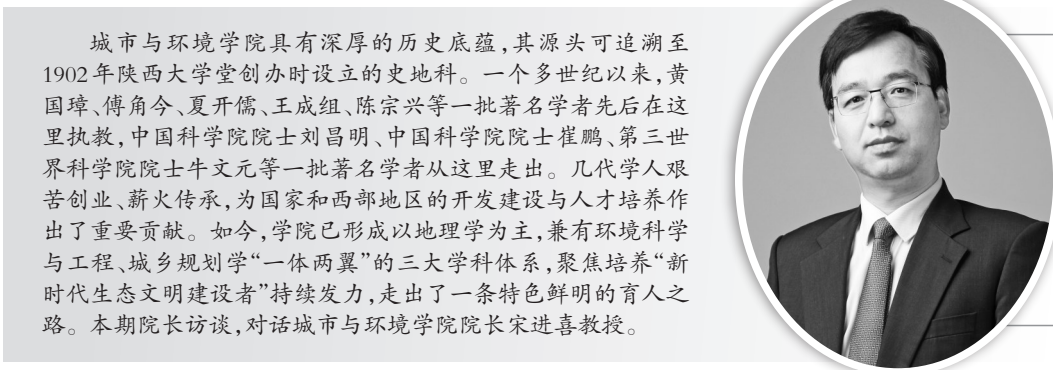 城市与环境学院具有深厚的历史底蕴,其源头可追溯至
1902年陕西大学堂创办时设立的史地科。一个多世纪以来,黄
国璋、傅角今、夏开儒、王成组、陈宗兴等一批著名学者先后在这
里执教,中国科学院院士刘昌明、中国科学院院士崔鹏、第三世
界科学院院士牛文元等一批著名学者从这里走出。几代学人艰
苦创业、薪火传承,为国家和西部地区的开发建设与人才培养作
出了重要贡献。如今,学院已形成以地理学为主,兼有环境科学
与工程、城乡规划学“一体两翼”的三大学科体系,聚焦培养“新
时代生态文明建设者”持续发力,走出了一条特色鲜明的育人之
路。本期院长访谈,对话城市与环境学院院长宋进喜教授。